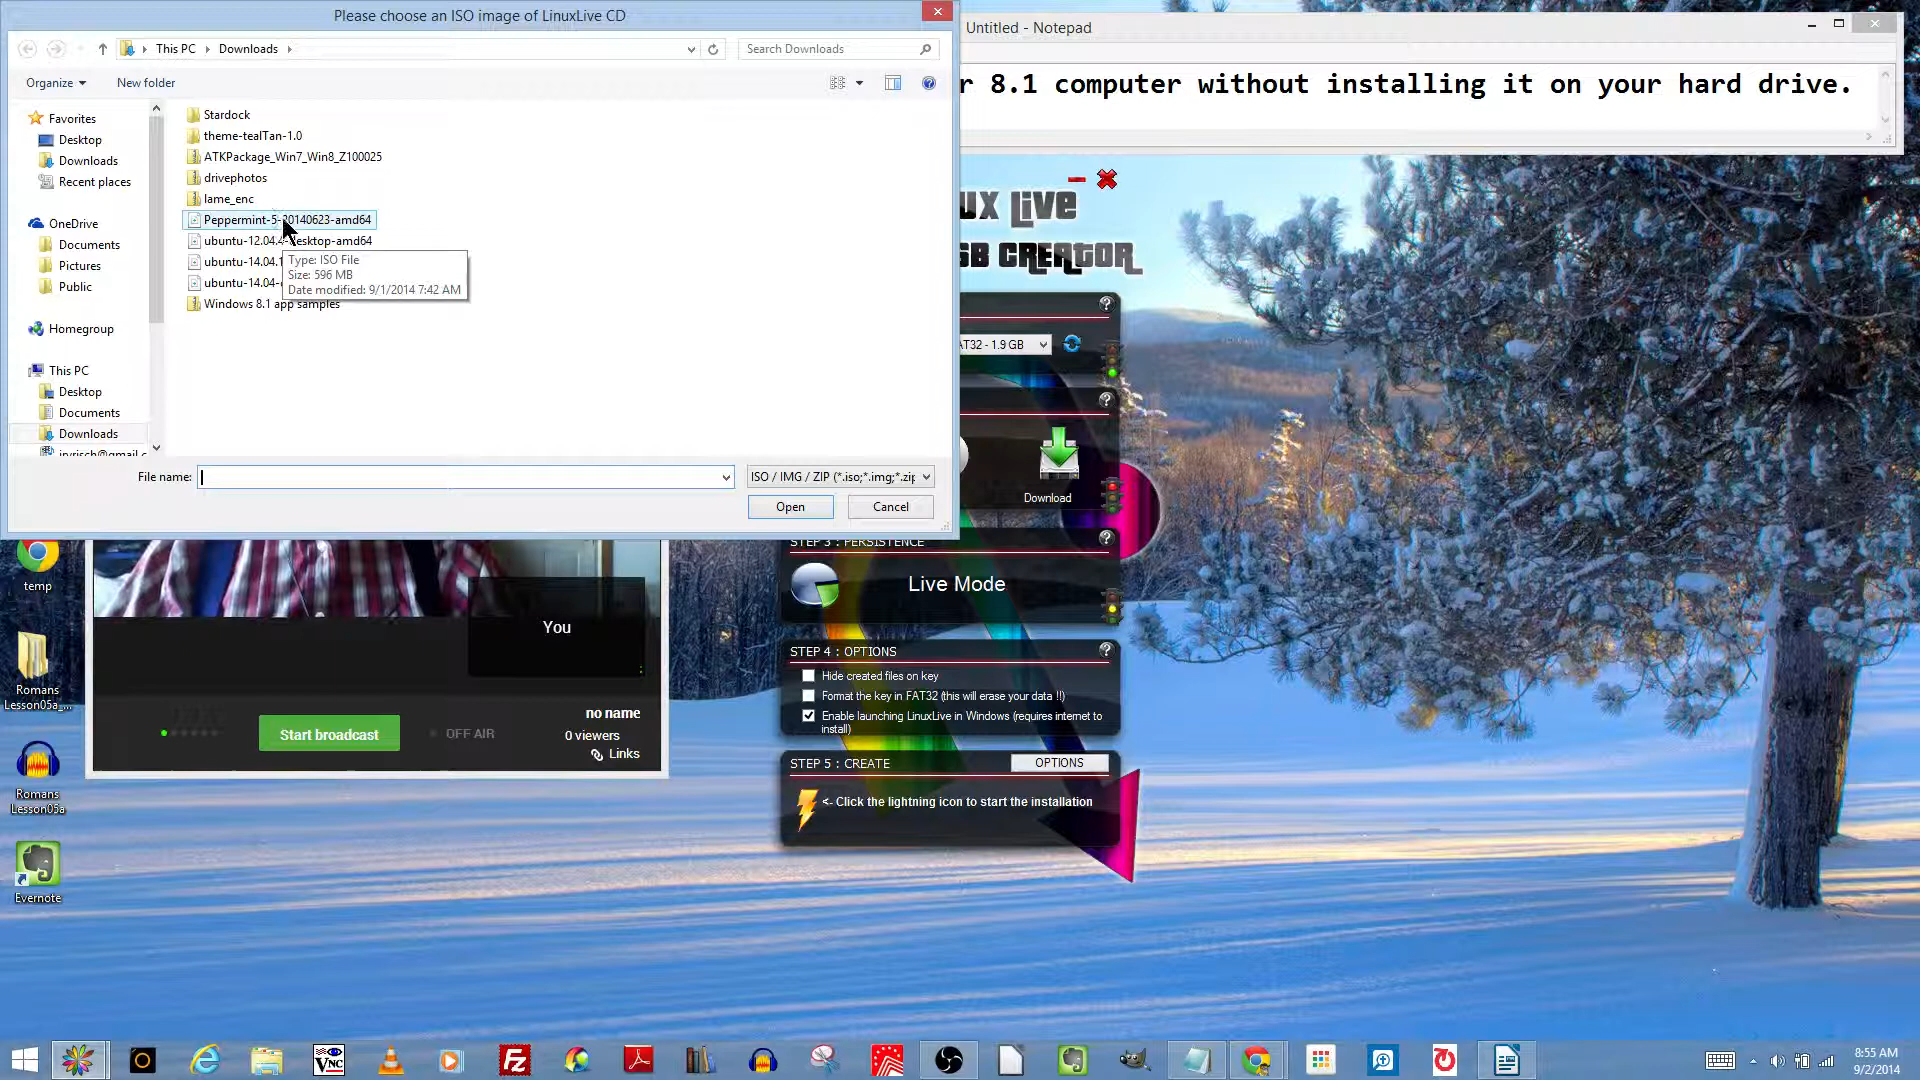 Please choose an ISO image of LinuxLive CD
Untitled - Notepad
This PC
Downloads
Search Downloads
Organize
New folder
r 8.1 computer without installing it on your hard drive.
Favorites
Desktop
Downloads
Recent places
OneDrive
Documents
Pictures
Public
Homegroup
This PC
Desktop
Documents
Downloads
Stardock
theme-tealTan-1.0
ATKPackage_Win7_Win8_Z100025
drivephotos
lame_enc
Peppermint-5-20140623-amd64
ubuntu-12.04.4-desktop-amd64
ubuntu-14.04.1
ubuntu-14.04-
Windows 8.1 app samples
Type: ISO File
Size: 596 MB
Date modified: 9/1/2014 7:42 AM
File name:
ISO / IMG / ZIP (*.iso;*.img;*.zip
Open
Cancel
ux Live
SB CREATOR
AT32 - 1.9 GB
Download
STEP 3 : PERSISTENCE
Live Mode
STEP 4 : OPTIONS
Hide created files on key
Format the key in FAT32 (this will erase your data !!)
Enable launching LinuxLive in Windows (requires internet to
install)
STEP 5 : CREATE
OPTIONS
<- Click the lightning icon to start the installation
You
no name
Start broadcast
OFF AIR
0 viewers
Links
temp
Romans
Lesson05a_...
Romans
Lesson05a
Evernote
8:55 AM
9/2/2014